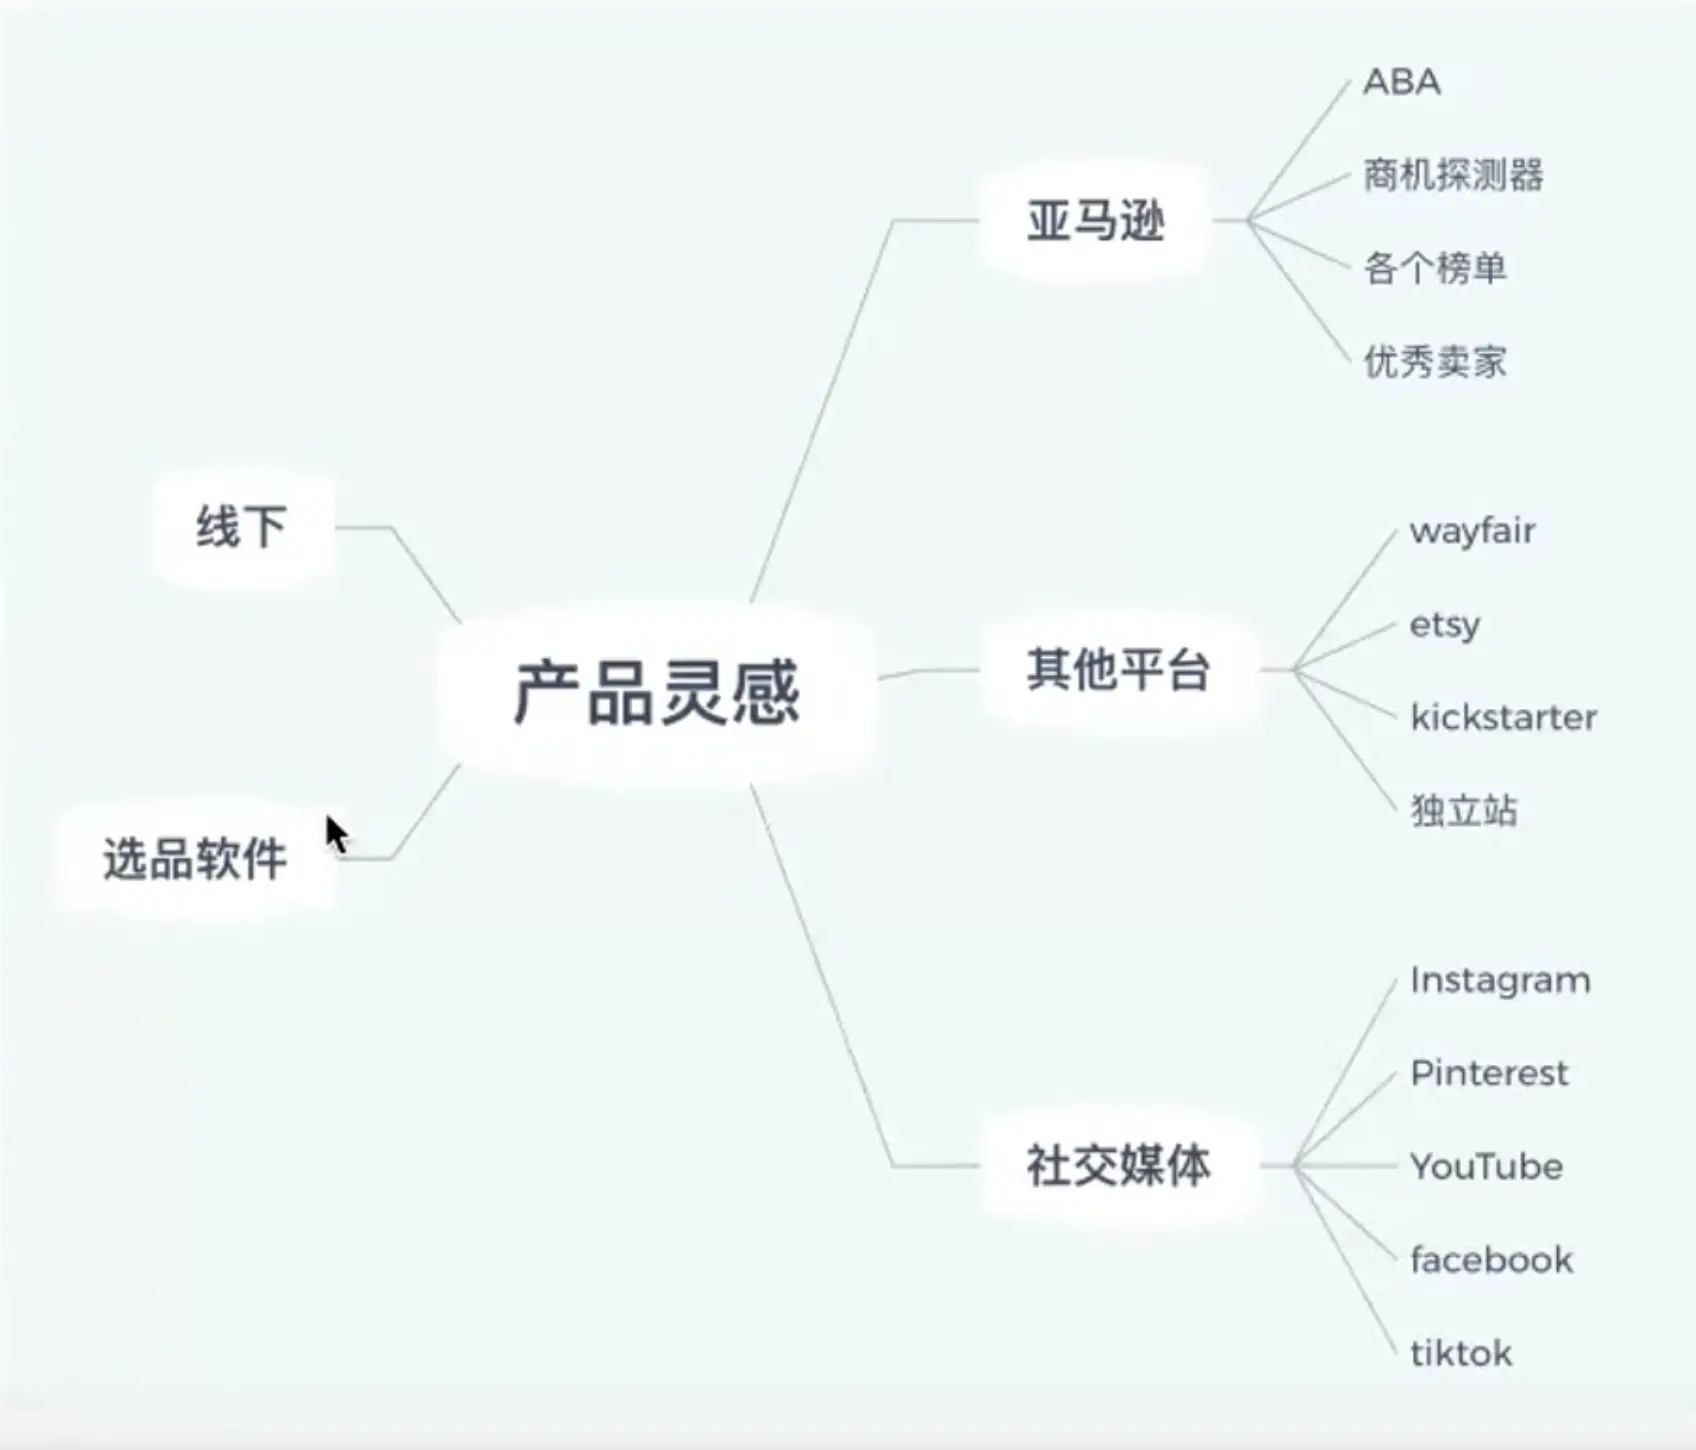 产品灵感
亚马逊
ABA
商机探测器
各个榜单
优秀卖家
其他平台
wayfair
etsy
kickstarter
独立站
社交媒体
Instagram
Pinterest
YouTube
facebook
tiktok
线下
选品软件